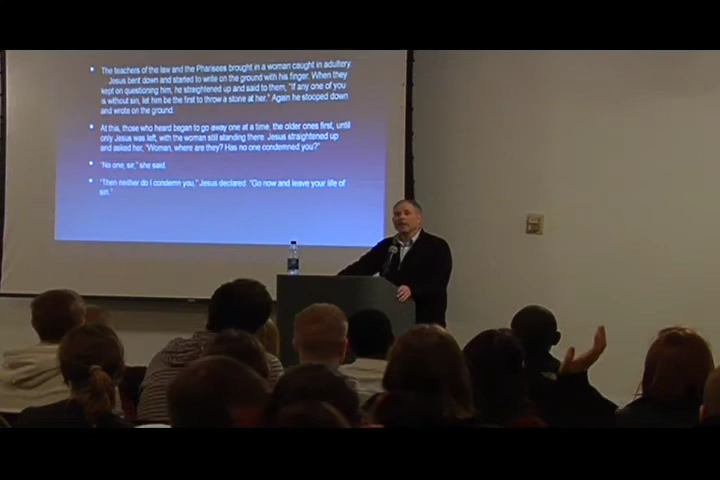 • The teachers of the law and the Pharisees brought in a woman caught in adultery
Jesus bent down and started to write on the ground with his finger. When they
kept on questioning him, he straightened up and said to them, "If any one of you
is without sin, let him be the first to throw a stone at her." Again he stooped down
and wrote on the ground.
• At this, those who heard began to go away one at a time, the older ones first, until
only Jesus was left, with the woman still standing there. Jesus straightened up
and asked her, "Woman, where are they? Has no one condemned you?"
• "No one, sir," she said.
• "Then neither do I condemn you," Jesus declared. "Go now and leave your life of
sin."